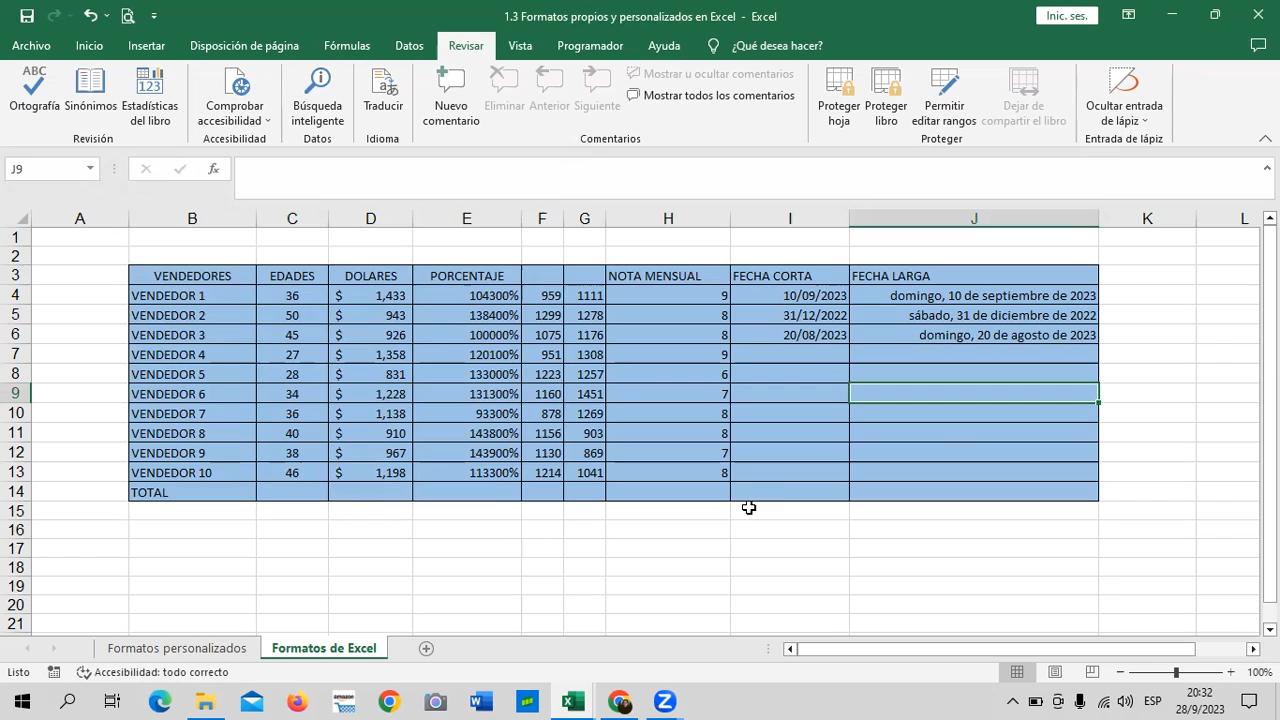 1.3 Formatos propios y personalizados en Excel - Excel
Inic. ses.
Archivo Inicio Insertar Disposición de página Fórmulas Datos Revisar Vista Programador Ayuda ¿Qué desea hacer?
ABC
Ortografía Sinónimos Estadísticas del libro Comprobar accesibilidad Búsqueda inteligente Traducir Nuevo comentario Eliminar Anterior Siguiente Mostrar u ocultar comentarios
Mostrar todos los comentarios
Proteger hoja Proteger libro Permitir editar rangos Dejar de compartir el libro Ocultar entrada de lápiz
Revisión Accesibilidad Datos Idioma Comentarios Proteger Entrada de lápiz
J9 fx
A B C D E F G H I J K L
1
2
3 VENDEDORES EDADES DOLARES PORCENTAJE NOTA MENSUAL FECHA CORTA FECHA LARGA
4 VENDEDOR 1 36 $ 1,433 104300% 959 1111 9 10/09/2023 domingo, 10 de septiembre de 2023
5 VENDEDOR 2 50 $ 943 138400% 1299 1278 8 31/12/2022 sábado, 31 de diciembre de 2022
6 VENDEDOR 3 45 $ 926 100000% 1075 1176 8 20/08/2023 domingo, 20 de agosto de 2023
7 VENDEDOR 4 27 $ 1,358 120100% 951 1308 9
8 VENDEDOR 5 28 $ 831 133000% 1223 1257 6
9 VENDEDOR 6 34 $ 1,228 131300% 1160 1451 7
10 VENDEDOR 7 36 $ 1,138 93300% 878 1269 8
11 VENDEDOR 8 40 $ 910 143800% 1156 903 8
12 VENDEDOR 9 38 $ 967 143900% 1130 869 7
13 VENDEDOR 10 46 $ 1,198 113300% 1214 1041 8
14 TOTAL
15
16
17
18
19
20
21
Formatos personalizados Formatos de Excel
Listo Accesibilidad: todo correcto 100%
amazon ESP 20:32
28/9/2023